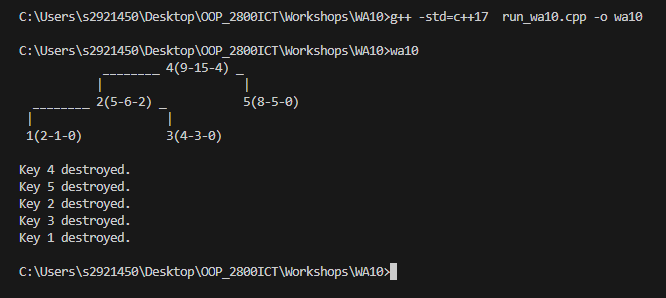 C:\Users\s2921450\Desktop\OOP_2800ICT\Workshops\WA10>g++ -std=c++17  run_wa10.cpp -o wa10
C:\Users\s2921450\Desktop\OOP_2800ICT\Workshops\WA10>wa10
            ________ 4(9-15-4) _
           |                    |
  ________ 2(5-6-2) _           5(8-5-0)
 |                   |
 1(2-1-0)            3(4-3-0)
Key 4 destroyed.
Key 5 destroyed.
Key 2 destroyed.
Key 3 destroyed.
Key 1 destroyed.
C:\Users\s2921450\Desktop\OOP_2800ICT\Workshops\WA10>